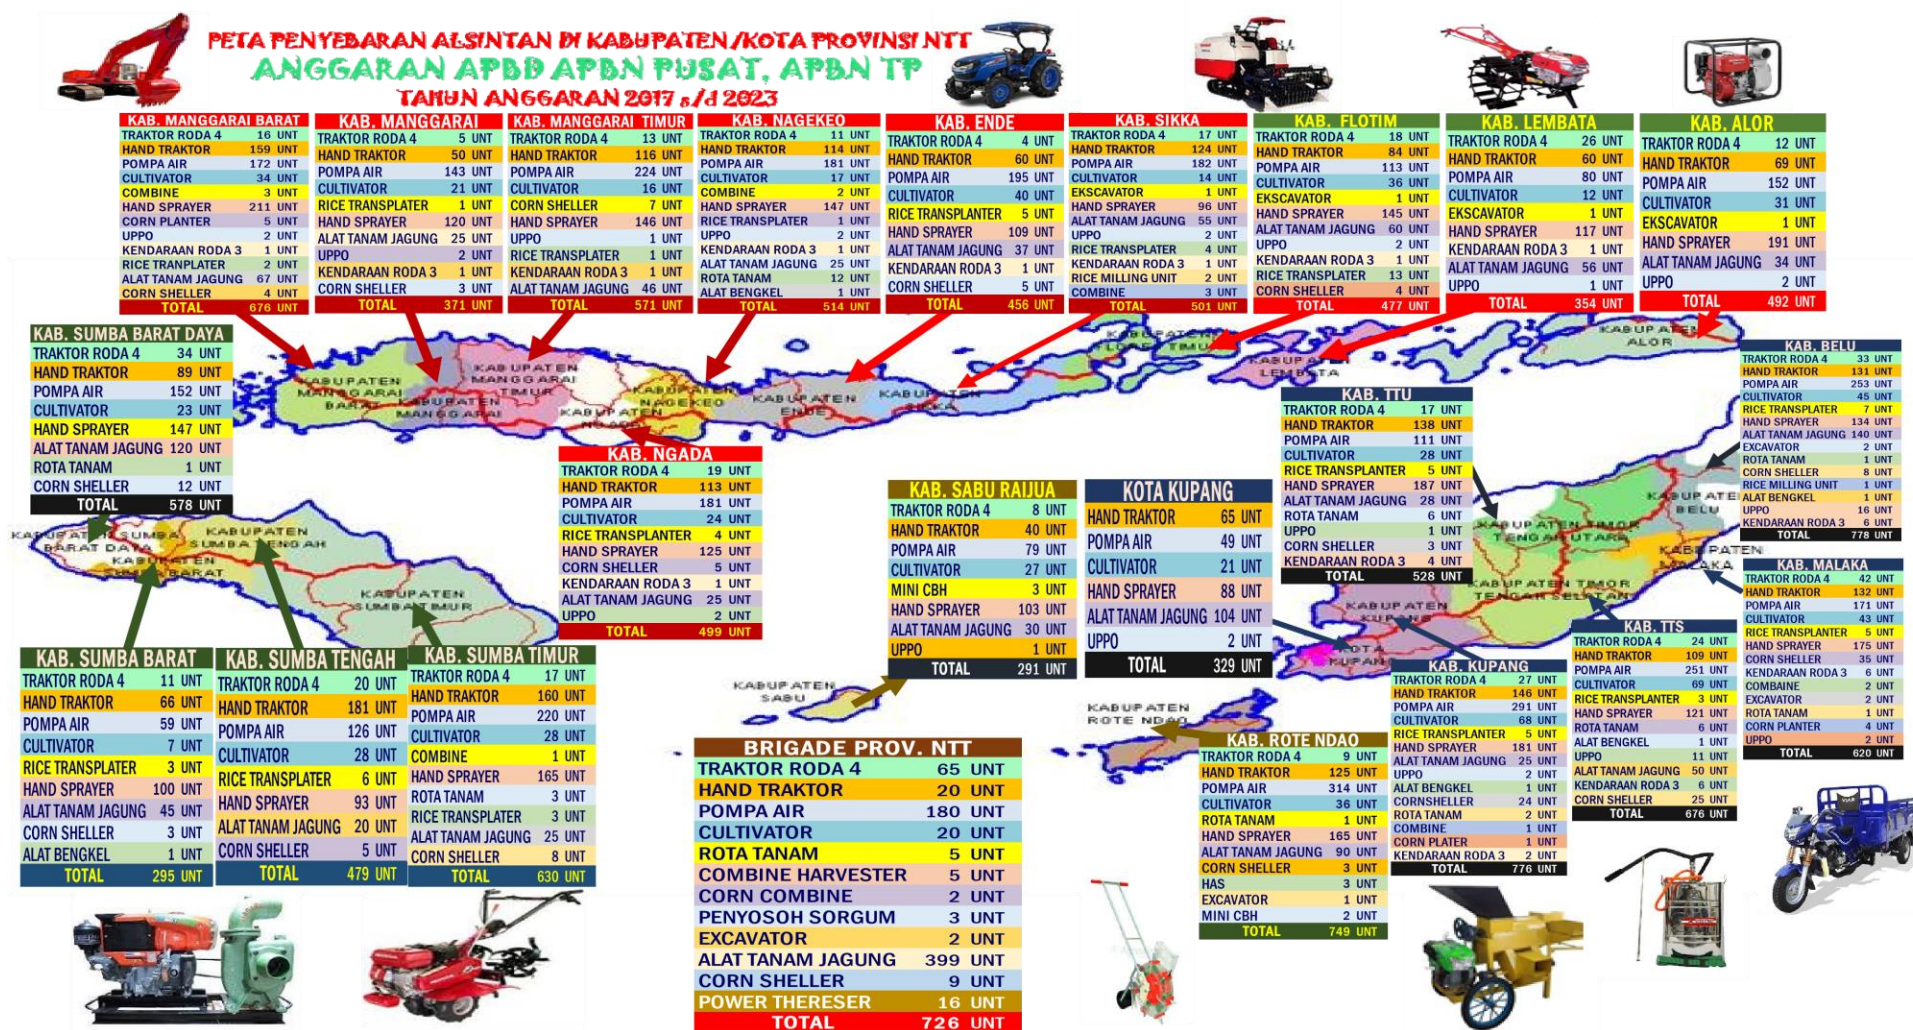 PETA PENYEBARAN ALSINTAN DI KABUPATEN/KOTA PROVINSI NTT
ANGGARAN APBD APBN PUSAT, APBN TP
TAHUN ANGGARAN 2017 s/d 2023
KAB. MANGGARAI BARAT
TRAKTOR RODA 4 16 UNT
HAND TRAKTOR 159 UNT
POMPA AIR 172 UNT
CULTIVATOR 34 UNT
COMBINE 3 UNT
HAND SPRAYER 211 UNT
CORN PLANTER 5 UNT
UPPO 2 UNT
KENDARAAN RODA 3 1 UNT
RICE TRANPLATER 2 UNT
ALAT TANAM JAGUNG 67 UNT
CORN SHELLER 4 UNT
TOTAL 676 UNT
KAB. MANGGARAI
TRAKTOR RODA 4 5 UNT
HAND TRAKTOR 50 UNT
POMPA AIR 143 UNT
CULTIVATOR 21 UNT
RICE TRANSPLATER 1 UNT
HAND SPRAYER 120 UNT
ALAT TANAM JAGUNG 25 UNT
UPPO 2 UNT
KENDARAAN RODA 3 1 UNT
CORN SHELLER 3 UNT
TOTAL 371 UNT
KAB. MANGGARAI TIMUR
TRAKTOR RODA 4 13 UNT
HAND TRAKTOR 116 UNT
POMPA AIR 224 UNT
CULTIVATOR 16 UNT
CORN SHELLER 7 UNT
HAND SPRAYER 146 UNT
UPPO 1 UNT
RICE TRANSPLATER 1 UNT
KENDARAAN RODA 3 1 UNT
ALAT TANAM JAGUNG 46 UNT
TOTAL 571 UNT
KAB. NAGEKEO
TRAKTOR RODA 4 11 UNT
HAND TRAKTOR 114 UNT
POMPA AIR 181 UNT
CULTIVATOR 17 UNT
COMBINE 2 UNT
HAND SPRAYER 147 UNT
RICE TRANSPLATER 1 UNT
UPPO 2 UNT
KENDARAAN RODA 3 1 UNT
ALAT TANAM JAGUNG 25 UNT
ROTA TANAM 12 UNT
ALAT BENGKEL 1 UNT
TOTAL 514 UNT
KAB. ENDE
TRAKTOR RODA 4 4 UNT
HAND TRAKTOR 60 UNT
POMPA AIR 195 UNT
CULTIVATOR 40 UNT
RICE TRANSPLANTER 5 UNT
HAND SPRAYER 109 UNT
ALAT TANAM JAGUNG 37 UNT
KENDARAAN RODA 3 1 UNT
CORN SHELLER 5 UNT
TOTAL 456 UNT
KAB. SIKKA
TRAKTOR RODA 4 17 UNT
HAND TRAKTOR 124 UNT
POMPA AIR 182 UNT
CULTIVATOR 14 UNT
EKSCAVATOR 1 UNT
HAND SPRAYER 96 UNT
ALAT TANAM JAGUNG 55 UNT
UPPO 2 UNT
RICE TRANSPLATER 4 UNT
KENDARAAN RODA 3 1 UNT
RICE MILLING UNIT 2 UNT
COMBINE 3 UNT
TOTAL 501 UNT
KAB. FLOTIM
TRAKTOR RODA 4 18 UNT
HAND TRAKTOR 84 UNT
POMPA AIR 113 UNT
CULTIVATOR 36 UNT
EKSCAVATOR 1 UNT
HAND SPRAYER 145 UNT
ALAT TANAM JAGUNG 60 UNT
UPPO 2 UNT
KENDARAAN RODA 3 1 UNT
RICE TRANSPLATER 13 UNT
CORN SHELLER 4 UNT
TOTAL 477 UNT
KAB. LEMBATA
TRAKTOR RODA 4 26 UNT
HAND TRAKTOR 60 UNT
POMPA AIR 80 UNT
CULTIVATOR 12 UNT
EKSCAVATOR 1 UNT
HAND SPRAYER 117 UNT
KENDARAAN RODA 3 1 UNT
ALAT TANAM JAGUNG 56 UNT
UPPO 1 UNT
TOTAL 354 UNT
KAB. ALOR
TRAKTOR RODA 4 12 UNT
HAND TRAKTOR 69 UNT
POMPA AIR 152 UNT
CULTIVATOR 31 UNT
EKSCAVATOR 1 UNT
HAND SPRAYER 191 UNT
ALAT TANAM JAGUNG 34 UNT
UPPO 2 UNT
TOTAL 492 UNT
KAB. SUMBA BARAT DAYA
TRAKTOR RODA 4 34 UNT
HAND TRAKTOR 89 UNT
POMPA AIR 152 UNT
CULTIVATOR 23 UNT
HAND SPRAYER 147 UNT
ALAT TANAM JAGUNG 120 UNT
ROTA TANAM 1 UNT
CORN SHELLER 12 UNT
TOTAL 578 UNT
KABUPATEN MANGGARAI BARAT
KABUPATEN MANGGARAI
KABUPATEN MANGGARAI TIMUR
KABUPATEN
KABUPATEN NAGEKEO
KABUPATEN ENDE
KABUPATEN
KABUPATEN
KABUPATEN LEMBATA
KABUPATEN ALOR
KAB. BELU
TRAKTOR RODA 4 33 UNT
HAND TRAKTOR 131 UNT
POMPA AIR 253 UNT
CULTIVATOR 45 UNT
RICE TRANSPLATER 7 UNT
HAND SPRAYER 134 UNT
ALAT TANAM JAGUNG 140 UNT
EXCAVATOR 2 UNT
ROTA TANAM 1 UNT
CORN SHELLER 8 UNT
RICE MILLING UNIT 1 UNT
ALAT BENGKEL 1 UNT
UPPO 16 UNT
KENDARAAN RODA 3 6 UNT
TOTAL 778 UNT
KAB. TTU
TRAKTOR RODA 4 17 UNT
HAND TRAKTOR 138 UNT
POMPA AIR 111 UNT
CULTIVATOR 28 UNT
RICE TRANSPLANTER 5 UNT
HAND SPRAYER 187 UNT
ALAT TANAM JAGUNG 28 UNT
ROTA TANAM 6 UNT
UPPO 1 UNT
CORN SHELLER 3 UNT
KENDARAAN RODA 3 4 UNT
TOTAL 528 UNT
KAB. NGADA
TRAKTOR RODA 4 19 UNT
HAND TRAKTOR 113 UNT
POMPA AIR 181 UNT
CULTIVATOR 24 UNT
RICE TRANSPLANTER 4 UNT
HAND SPRAYER 125 UNT
CORN SHELLER 5 UNT
KENDARAAN RODA 3 1 UNT
ALAT TANAM JAGUNG 25 UNT
UPPO 2 UNT
TOTAL 499 UNT
KAB. SABU RAIJUA
TRAKTOR RODA 4 8 UNT
HAND TRAKTOR 40 UNT
POMPA AIR 79 UNT
CULTIVATOR 27 UNT
MINI CBH 3 UNT
HAND SPRAYER 103 UNT
ALAT TANAM JAGUNG 30 UNT
UPPO 1 UNT
TOTAL 291 UNT
KOTA KUPANG
HAND TRAKTOR 65 UNT
POMPA AIR 49 UNT
CULTIVATOR 21 UNT
HAND SPRAYER 88 UNT
ALAT TANAM JAGUNG 104 UNT
UPPO 2 UNT
TOTAL 329 UNT
KABUPATEN SUMBA BARAT DAYA
KABUPATEN SUMBA TENGAH
KABUPATEN SUMBA BARAT
KABUPATEN SUMBA TIMUR
KABUPATEN SABU
KABUPATEN ROTE NDAO
KABUPATEN BELU
KABUPATEN TIMOR TENGAH UTARA
KABUPATEN MALAKA
KABUPATEN TIMOR TENGAH SELATAN
KABUPATEN KUPANG
KOTA KUPANG
KAB. MALAKA
TRAKTOR RODA 4 42 UNT
HAND TRAKTOR 132 UNT
POMPA AIR 171 UNT
CULTIVATOR 43 UNT
RICE TRANSPLANTER 5 UNT
HAND SPRAYER 175 UNT
CORN SHELLER 35 UNT
KENDARAAN RODA 3 6 UNT
COMBAINE 2 UNT
EXCAVATOR 2 UNT
ROTA TANAM 1 UNT
CORN PLANTER 4 UNT
UPPO 2 UNT
TOTAL 620 UNT
KAB. TTS
TRAKTOR RODA 4 24 UNT
HAND TRAKTOR 109 UNT
POMPA AIR 251 UNT
CULTIVATOR 69 UNT
RICE TRANSPLANTER 3 UNT
HAND SPRAYER 121 UNT
ROTA TANAM 6 UNT
ALAT BENGKEL 1 UNT
UPPO 11 UNT
ALAT TANAM JAGUNG 50 UNT
KENDARAAN RODA 3 6 UNT
CORN SHELLER 25 UNT
TOTAL 676 UNT
KAB. KUPANG
TRAKTOR RODA 4 27 UNT
HAND TRAKTOR 146 UNT
POMPA AIR 291 UNT
CULTIVATOR 68 UNT
RICE TRANSPLANTER 5 UNT
HAND SPRAYER 181 UNT
ALAT TANAM JAGUNG 25 UNT
UPPO 2 UNT
ALAT BENGKEL 1 UNT
CORNSHELLER 24 UNT
ROTA TANAM 2 UNT
COMBINE 1 UNT
CORN PLATER 1 UNT
KENDARAAN RODA 3 2 UNT
TOTAL 776 UNT
KAB. SUMBA BARAT
TRAKTOR RODA 4 11 UNT
HAND TRAKTOR 66 UNT
POMPA AIR 59 UNT
CULTIVATOR 7 UNT
RICE TRANSPLATER 3 UNT
HAND SPRAYER 100 UNT
ALAT TANAM JAGUNG 45 UNT
CORN SHELLER 3 UNT
ALAT BENGKEL 1 UNT
TOTAL 295 UNT
KAB. SUMBA TENGAH
TRAKTOR RODA 4 20 UNT
HAND TRAKTOR 181 UNT
POMPA AIR 126 UNT
CULTIVATOR 28 UNT
RICE TRANSPLATER 6 UNT
HAND SPRAYER 93 UNT
ALAT TANAM JAGUNG 20 UNT
CORN SHELLER 5 UNT
TOTAL 479 UNT
KAB. SUMBA TIMUR
TRAKTOR RODA 4 17 UNT
HAND TRAKTOR 160 UNT
POMPA AIR 220 UNT
CULTIVATOR 28 UNT
COMBINE 1 UNT
HAND SPRAYER 165 UNT
ROTA TANAM 3 UNT
RICE TRANSPLATER 3 UNT
ALAT TANAM JAGUNG 25 UNT
CORN SHELLER 8 UNT
TOTAL 630 UNT
BRIGADE PROV. NTT
TRAKTOR RODA 4 65 UNT
HAND TRAKTOR 20 UNT
POMPA AIR 180 UNT
CULTIVATOR 20 UNT
ROTA TANAM 5 UNT
COMBINE HARVESTER 5 UNT
CORN COMBINE 2 UNT
PENYOSOH SORGUM 3 UNT
EXCAVATOR 2 UNT
ALAT TANAM JAGUNG 399 UNT
CORN SHELLER 9 UNT
POWER THERESER 16 UNT
TOTAL 726 UNT
KAB. ROTE NDAO
TRAKTOR RODA 4 9 UNT
HAND TRAKTOR 125 UNT
POMPA AIR 314 UNT
CULTIVATOR 36 UNT
ROTA TANAM 1 UNT
HAND SPRAYER 165 UNT
ALAT TANAM JAGUNG 90 UNT
CORN SHELLER 3 UNT
HAS 3 UNT
EXCAVATOR 1 UNT
MINI CBH 2 UNT
TOTAL 749 UNT